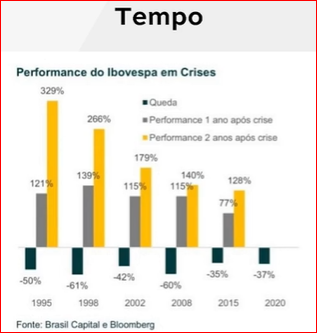 Tempo
Performance do Ibovespa em Crises
329%
Queda
Performance 1 ano após crise
266%
Performance 2 anos após crise
179%
121%
139%
115%
115%
140%
128%
77%
-50%
-61%
-42%
-60%
-35%
-37%
1995 1998 2002 2008 2015 2020
Fonte: Brasil Capital e Bloomberg